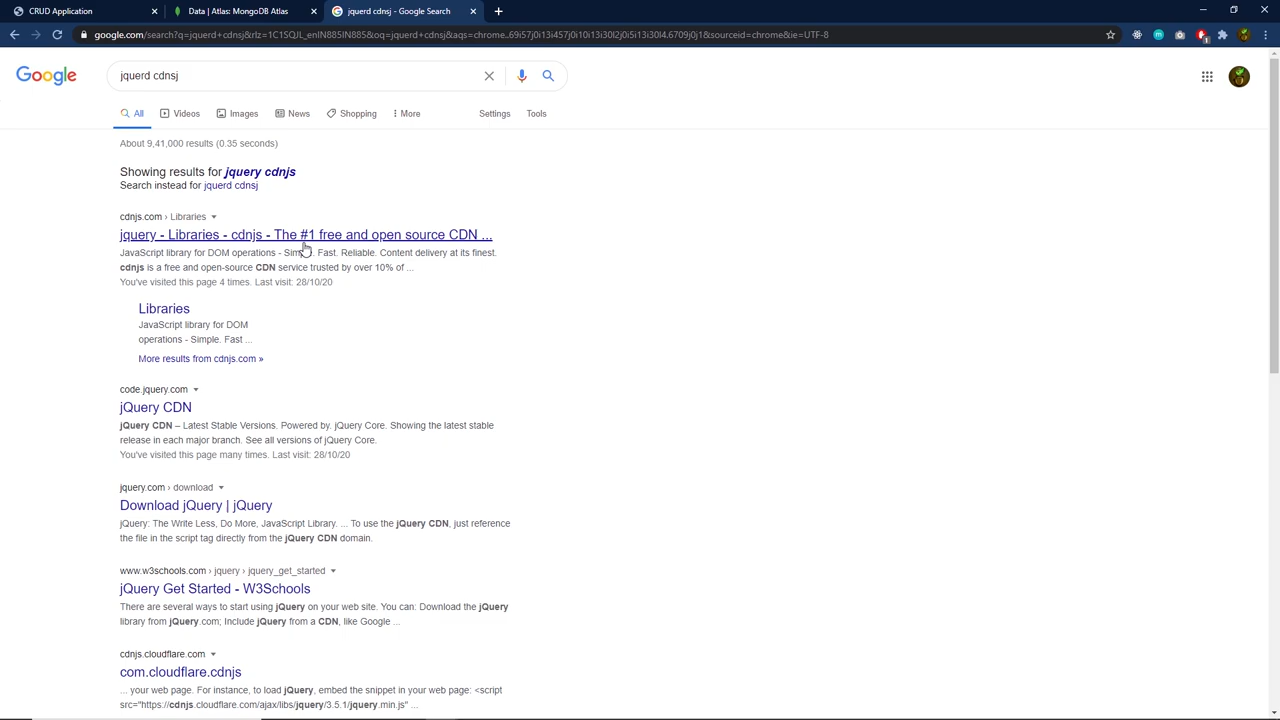 CRUD Application
Data | Atlas: MongoDB Atlas
jquerd cdnsj - Google Search
google.com/search?q=jquerd+cdnsj&rlz=1C1SQJL_enIN885IN885&oq=jquerd+cdnsj&aqs=chrome..69i57j0i13i457j0i10i13i30l2j0i5i13i30l4.6709j0j1&sourceid=chrome&ie=UTF-8
1
Google
jquerd cdnsj
All
Videos
Images
News
Shopping
More
Settings
Tools
About 9,41,000 results (0.35 seconds)
Showing results for jquery cdnjs
Search instead for jquerd cdnsj
cdnjs.com › Libraries
jquery - Libraries - cdnjs - The #1 free and open source CDN ...
JavaScript library for DOM operations - Simple. Fast. Reliable. Content delivery at its finest.
cdnjs is a free and open-source CDN service trusted by over 10% of ...
You've visited this page 4 times. Last visit: 28/10/20
Libraries
JavaScript library for DOM
operations - Simple. Fast ...
More results from cdnjs.com »
code.jquery.com
jQuery CDN
jQuery CDN – Latest Stable Versions. Powered by. jQuery Core. Showing the latest stable
release in each major branch. See all versions of jQuery Core.
You've visited this page many times. Last visit: 28/10/20
jquery.com › download
Download jQuery | jQuery
jQuery: The Write Less, Do More, JavaScript Library. ... To use the jQuery CDN, just reference
the file in the script tag directly from the jQuery CDN domain.
www.w3schools.com › jquery › jquery_get_started
jQuery Get Started - W3Schools
There are several ways to start using jQuery on your web site. You can: Download the jQuery
library from jQuery.com; Include jQuery from a CDN, like Google ...
cdnjs.cloudflare.com
com.cloudflare.cdnjs
... your web page. For instance, to load jQuery, embed the snippet in your web page: <script
src="https://cdnjs.cloudflare.com/ajax/libs/jquery/3.5.1/jquery.min.js" ...